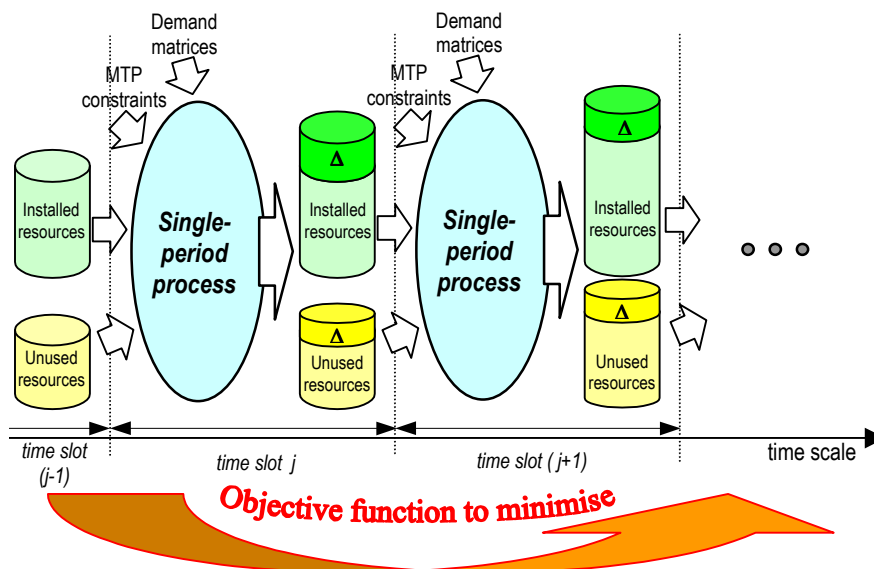 Demand
matrices
MTP
constraints
Demand
matrices
MTP
constraints
Δ
Δ
Installed
resources
Single-
period
process
Installed
resources
Single-
period
process
Installed
resources
Δ
Δ
Unused
resources
Unused
resources
Unused
resources
time slot
(j-1)
time slot j
time slot ( j+1)
time scale
Objective function to minimise